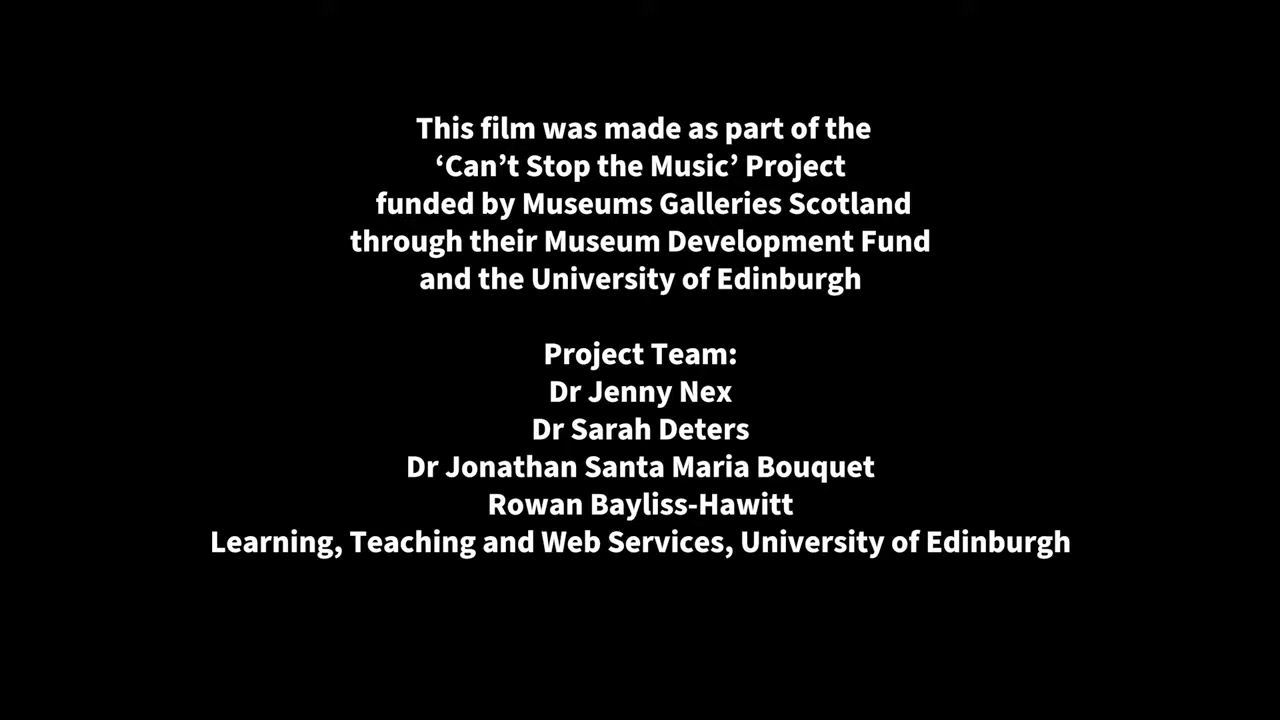 This film was made as part of the
‘Can’t Stop the Music’ Project
funded by Museums Galleries Scotland
through their Museum Development Fund
and the University of Edinburgh
Project Team:
Dr Jenny Nex
Dr Sarah Deters
Dr Jonathan Santa Maria Bouquet
Rowan Bayliss-Hawitt
Learning, Teaching and Web Services, University of Edinburgh